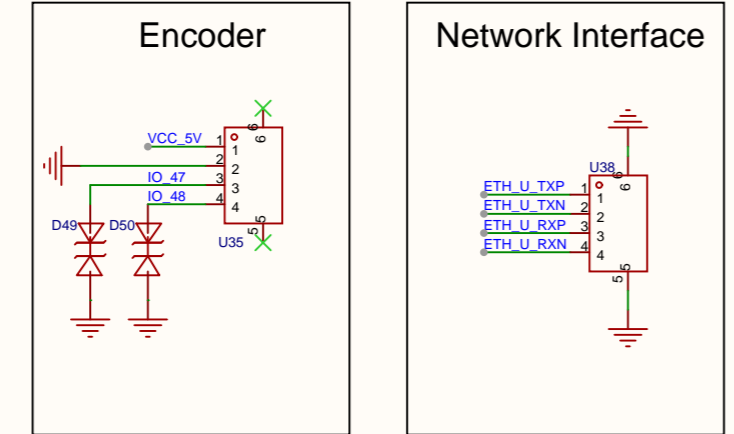 Encoder
VCC_5V
IO_47
IO_48
1
2
3
4
1
2
3
4
6
6
5
5
U35
D49
D50
Network Interface
U38
ETH_U_TXP
ETH_U_TXN
ETH_U_RXP
ETH_U_RXN
1
2
3
4
1
2
3
4
6
6
5
5